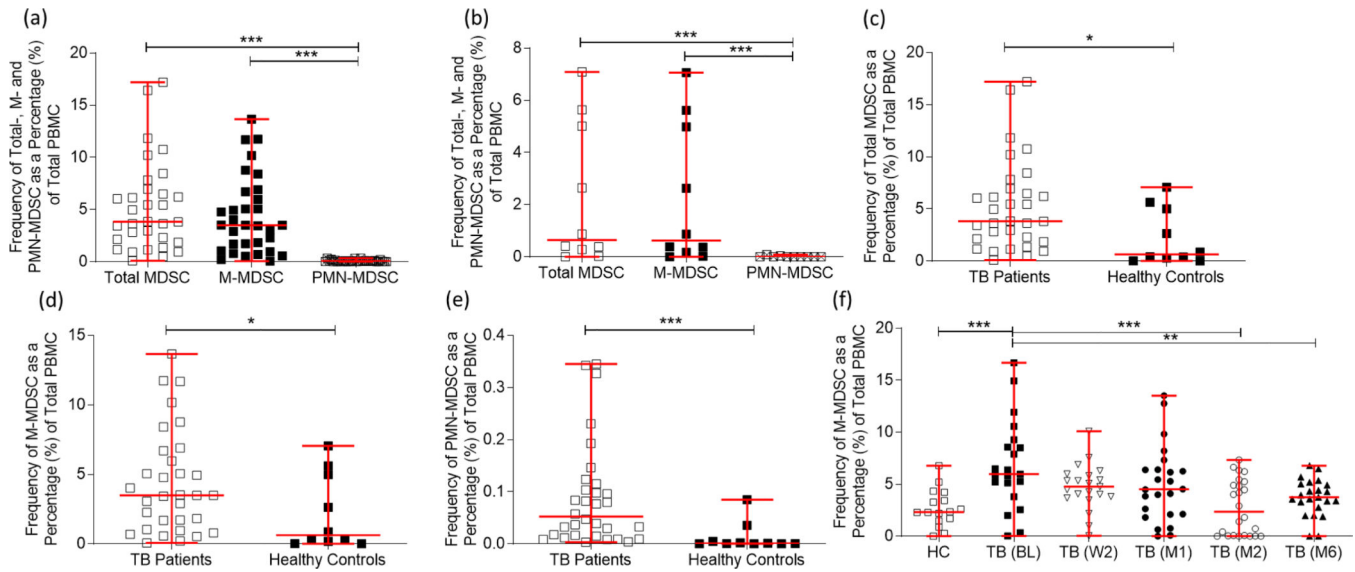 (a)
Frequency of Total-, M- and
PMN-MDSC as a Percentage (%)
of Total PBMC
20
15
10
5
0
***
***
Total MDSC M-MDSC PMN-MDSC
(b)
Frequency of Total-, M- and
PMN-MDSC as a Percentage (%)
of Total PBMC
8
6
4
2
0
***
***
Total MDSC M-MDSC PMN-MDSC
(c)
Frequency of Total MDSC as a
Percentage (%) of Total PBMC
20
15
10
5
0
*
TB Patients Healthy Controls
(d)
Frequency of M-MDSC as a
Percentage (%) of Total PBMC
15
10
5
0
*
TB Patients Healthy Controls
(e)
Frequency of PMN-MDSC as a
Percentage (%) of Total PBMC
0.4
0.3
0.2
0.1
0.0
***
TB Patients Healthy Controls
(f)
Frequency of M-MDSC as a
Percentage (%) of Total PBMC
20
15
10
5
0
*** ***
**
HC TB (BL) TB (W2) TB (M1) TB (M2) TB (M6)